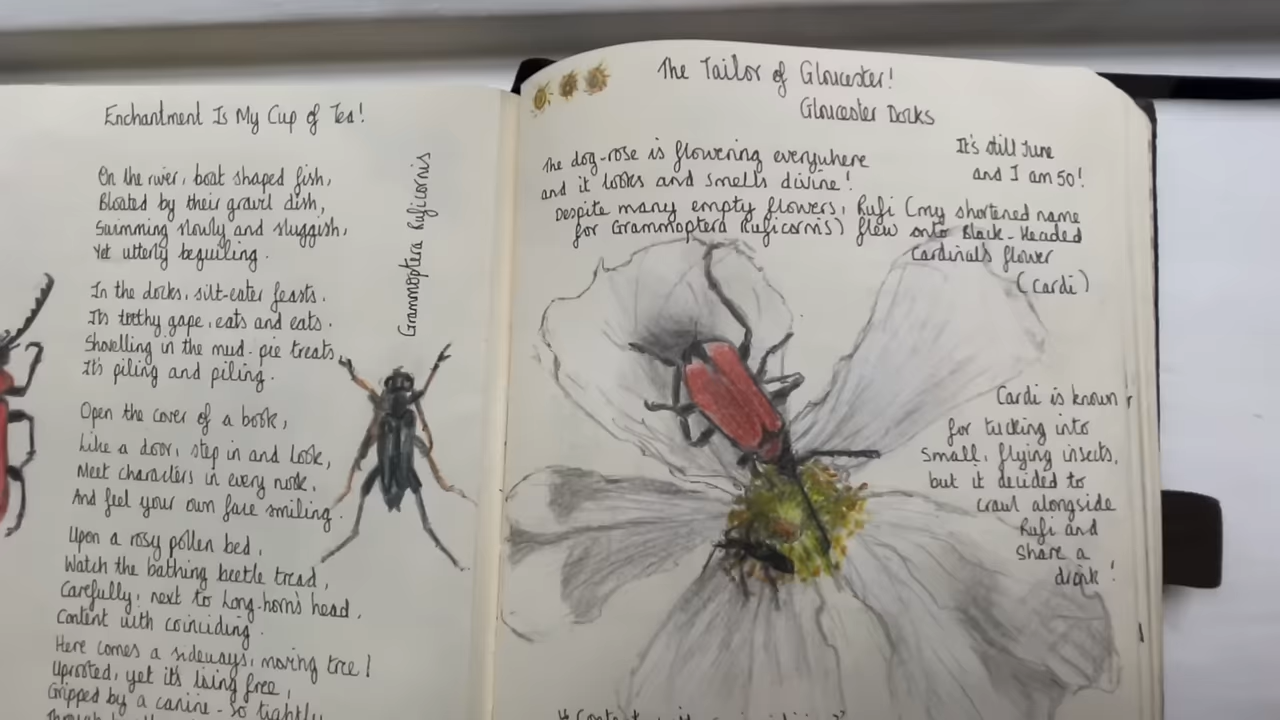 Enchantment Is My Cup of Tea!
On the river, boat shaped fish,
Bloated by their gravel dish,
Swimming slowly and sluggish,
Yet utterly beguiling.
In the docks, silt-eater feasts.
It's toothy gape, eats and eats.
Shovelling in the mud-pie treats,
It's piling and piling.
Open the cover of a book,
Like a door, step in and look,
Meet characters in every nook,
And feel your own face smiling.
Upon a rosy pollen bed,
Watch the bathing beetle tread,
Carefully, next to Long-horn's head,
Content with coinciding.
Here comes a sideways, moving tree!
Uprooted, yet it's living free,
Gripped by a canine - so tightly
Grammoptera Ruficornis
The Tailor of Gloucester!
Gloucester Docks
It's still June
and I am 50!
The dog-rose is flowering everywhere
and it looks and smells divine!
Despite many empty flowers, Rufi (my shortened name
for Grammoptera Ruficornis) flew onto Black-Headed
Cardinal's flower
(Cardi)
Cardi is known
for tucking into
small, flying insects,
but it decided to
crawl alongside
Rufi and
share a
drink!